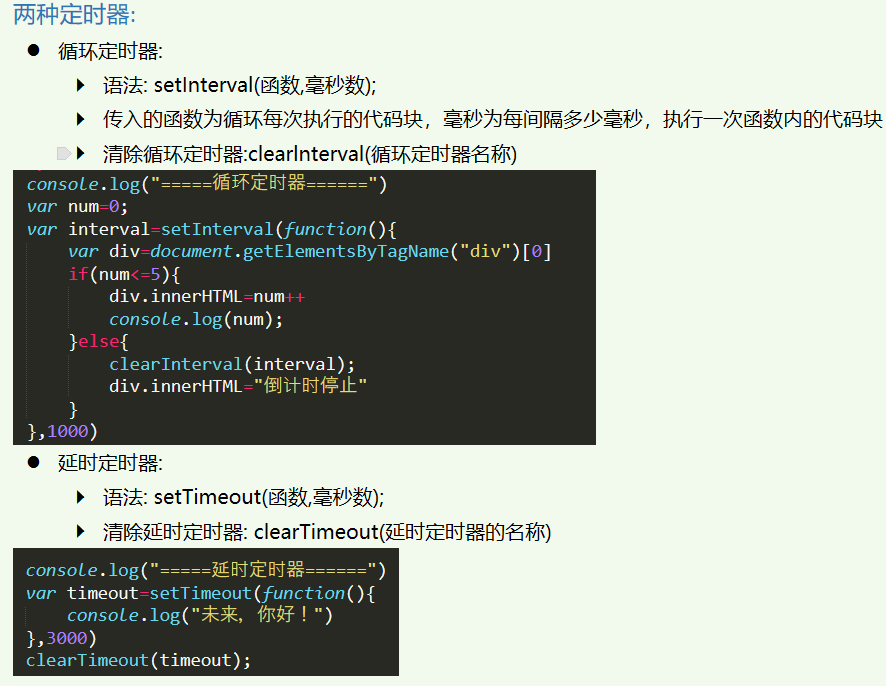 两种定时器:
● 循环定时器:
语法: setInterval(函数,毫秒数);
传入的函数为循环每次执行的代码块，毫秒为每间隔多少毫秒，执行一次函数内的代码块
清除循环定时器:clearInterval(循环定时器名称)
console.log("=====循环定时器======")
var num=0;
var interval=setInterval(function(){
var div=document.getElementsByTagName("div")[0]
if(num<=5){
div.innerHTML=num++
console.log(num);
}else{
clearInterval(interval);
div.innerHTML="倒计时停止"
}
},1000)
● 延时定时器:
语法: setTimeout(函数,毫秒数);
清除延时定时器: clearTimeout(延时定时器的名称)
console.log("=====延时定时器======")
var timeout=setTimeout(function(){
console.log("未来，你好！")
},3000)
clearTimeout(timeout);